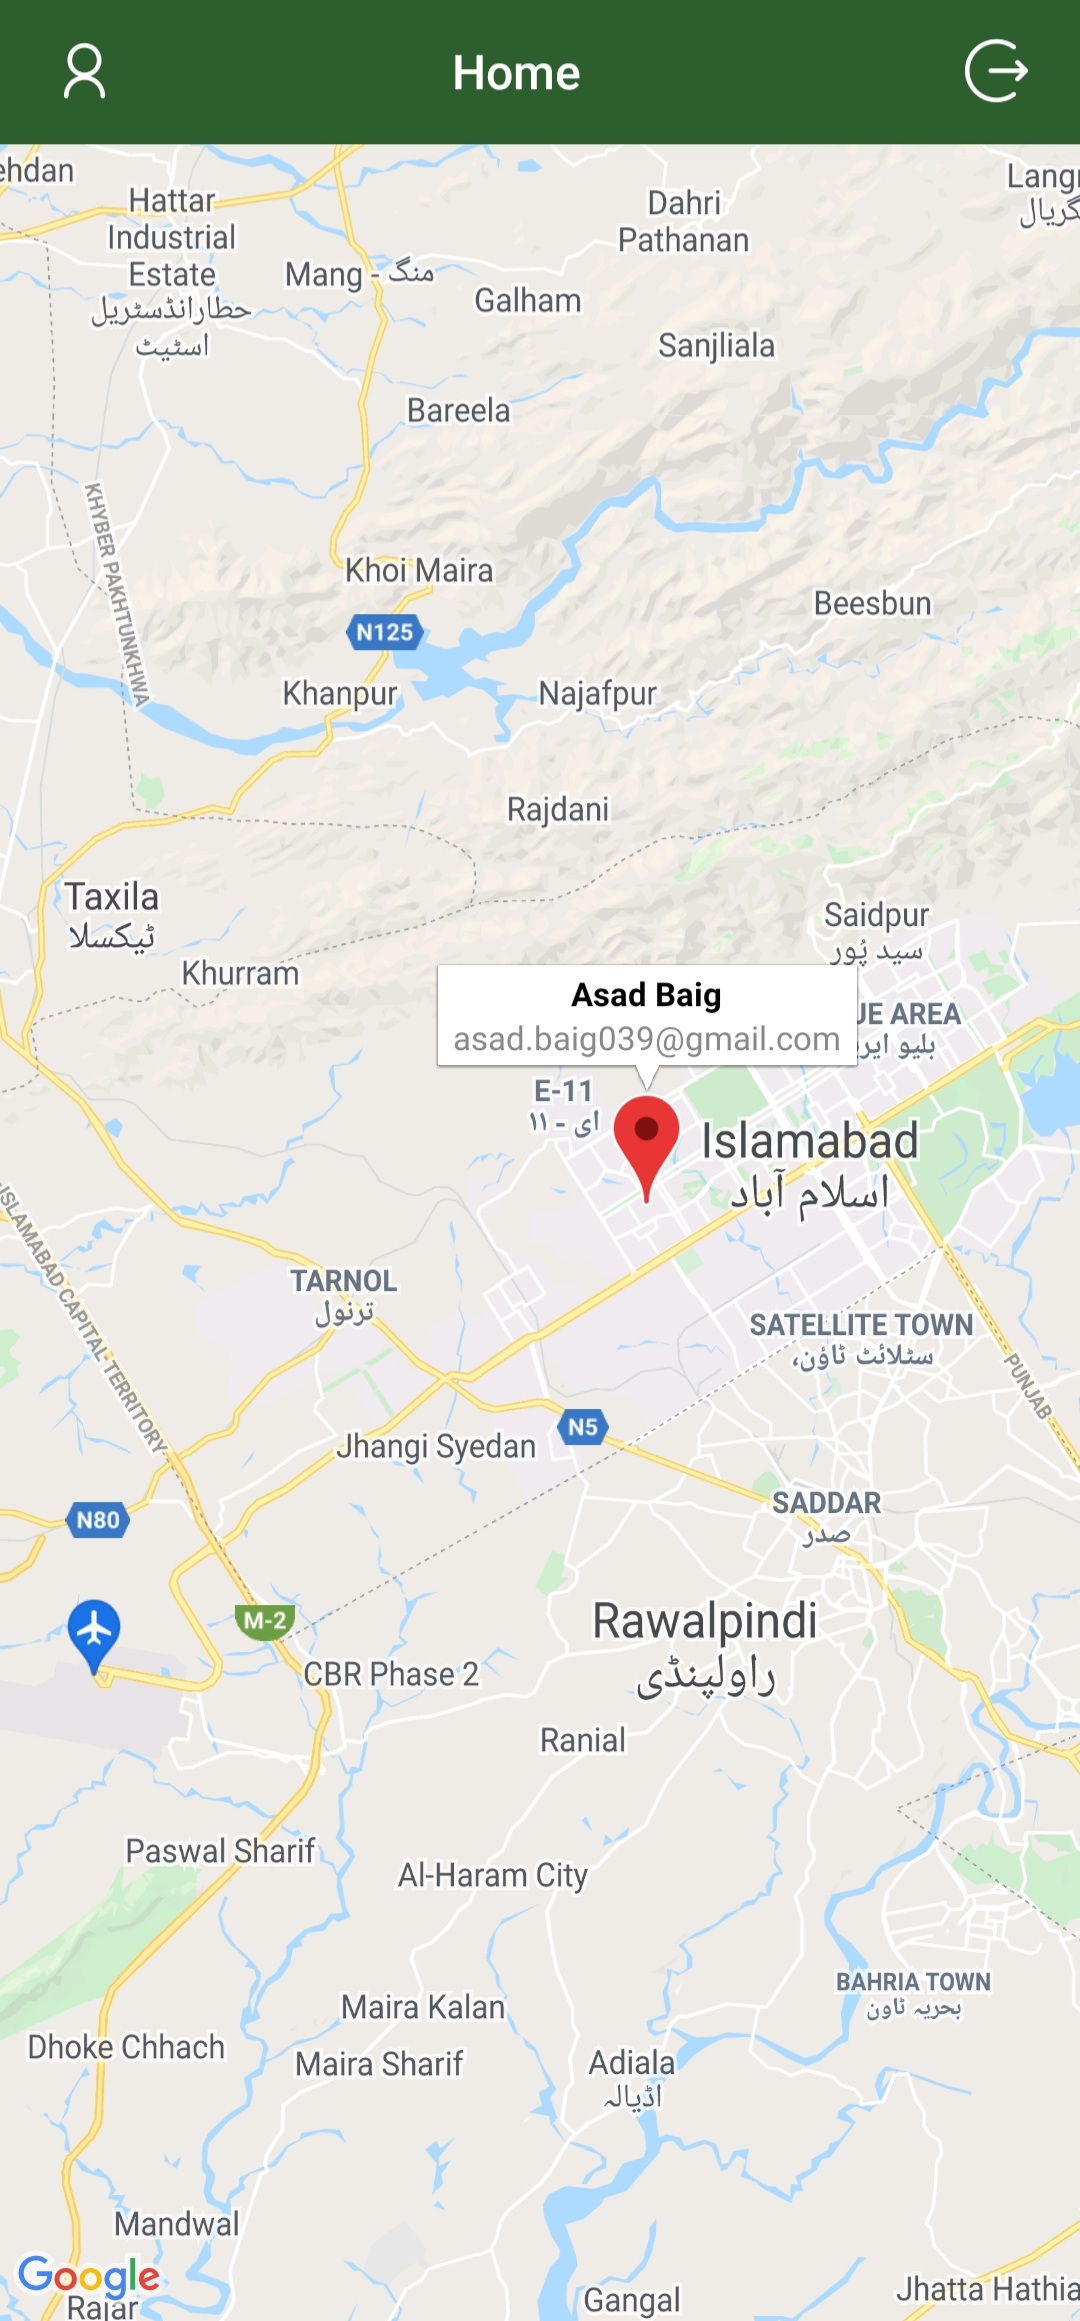 Home
ehdan
Langr
گریال
Hattar
Industrial
Estate
حطارانڈسٹریل
اسٹیٹ
Dahri
Pathanan
Mang - منگ
Galham
Sanjliala
Bareela
KHYBER PAKHTUNKHWA
Khoi Maira
Beesbun
N125
Khanpur
Najafpur
Rajdani
Taxila
ٹیکسلا
Saidpur
سید پُور
Khurram
Asad Baig
asad.baig039@gmail.com
UE AREA
بلیو ایر
E-11
ای - ۱۱
Islamabad
اسلام آباد
ISLAMABAD CAPITAL TERRITORY
TARNOL
ترنول
SATELLITE TOWN
سٹلائٹ ٹاؤن،
PUNJAB
N5
Jhangi Syedan
SADDAR
صدر
N80
M-2
Rawalpindi
راولپنڈی
CBR Phase 2
Ranial
Paswal Sharif
Al-Haram City
BAHRIA TOWN
بحریہ ٹاون
Maira Kalan
Dhoke Chhach
Maira Sharif
Adiala
اڈیالہ
Mandwal
Google
Rajar
Gangal
Jhatta Hathia